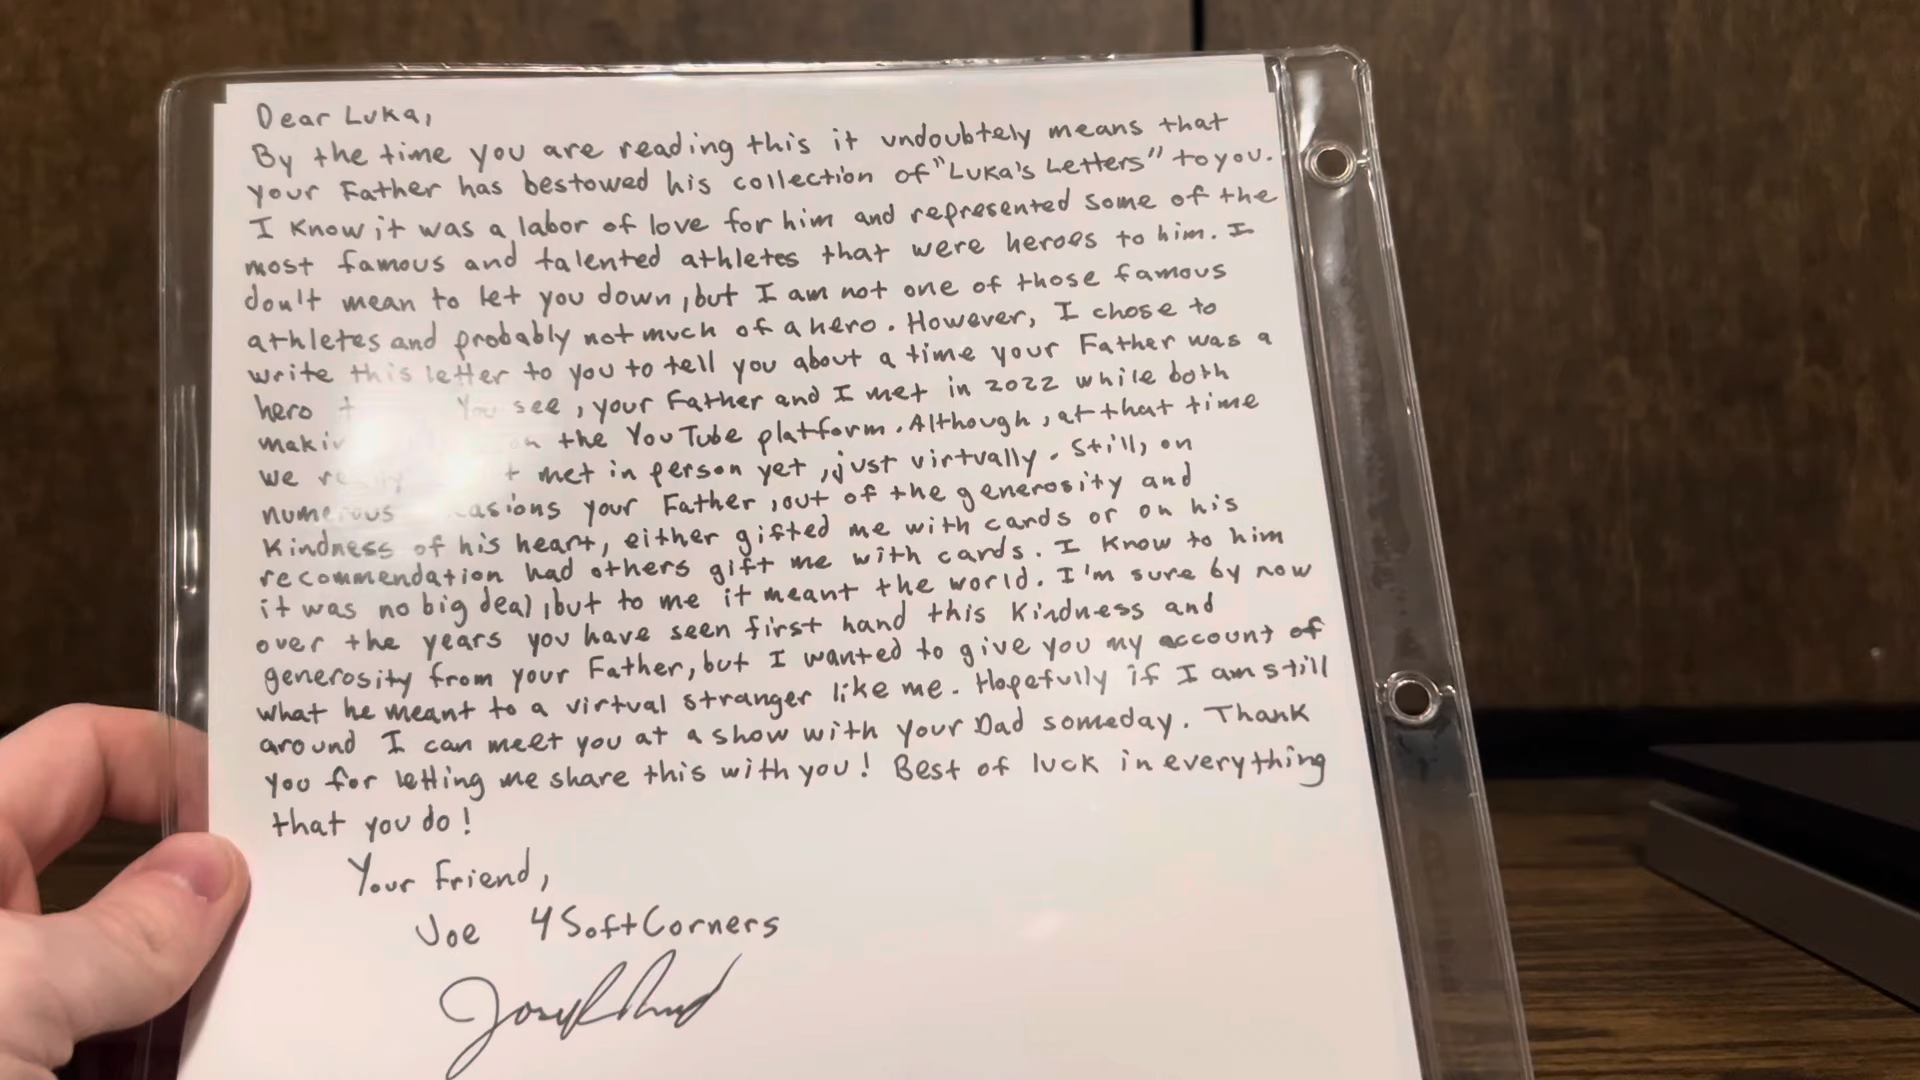 Dear Luka,
By the time you are reading this it undoubtely means that
your Father has bestowed his collection of "Luka's Letters" to you.
I Know it was a labor of love for him and represented some of the
most famous and talented athletes that were heroes to him. I
don't mean to let you down, but I am not one of those famous
athletes and probably not much of a hero. However, I chose to
write this letter to you to tell you about a time your Father was a
hero You see, your Father and I met in 2022 while both
on the YouTube platform. Although, at that time
we met in person yet, just virtually. Still, on
numerous your Father, out of the generosity and
Kindness of his heart, either gifted me with cards or on his
recommendation had others gift me with cards. I Know to him
it was no big deal, but to me it meant the world. I'm sure by now
over the years you have seen first hand this Kindness and
generosity from your Father, but I wanted to give you my account of
what he meant to a virtual stranger like me. Hopefully if I am still
around I can meet you at a show with your Dad someday. Thank
you for letting me share this with you! Best of luck in everything
that you do!
Your Friend,
Joe 4SoftCorners